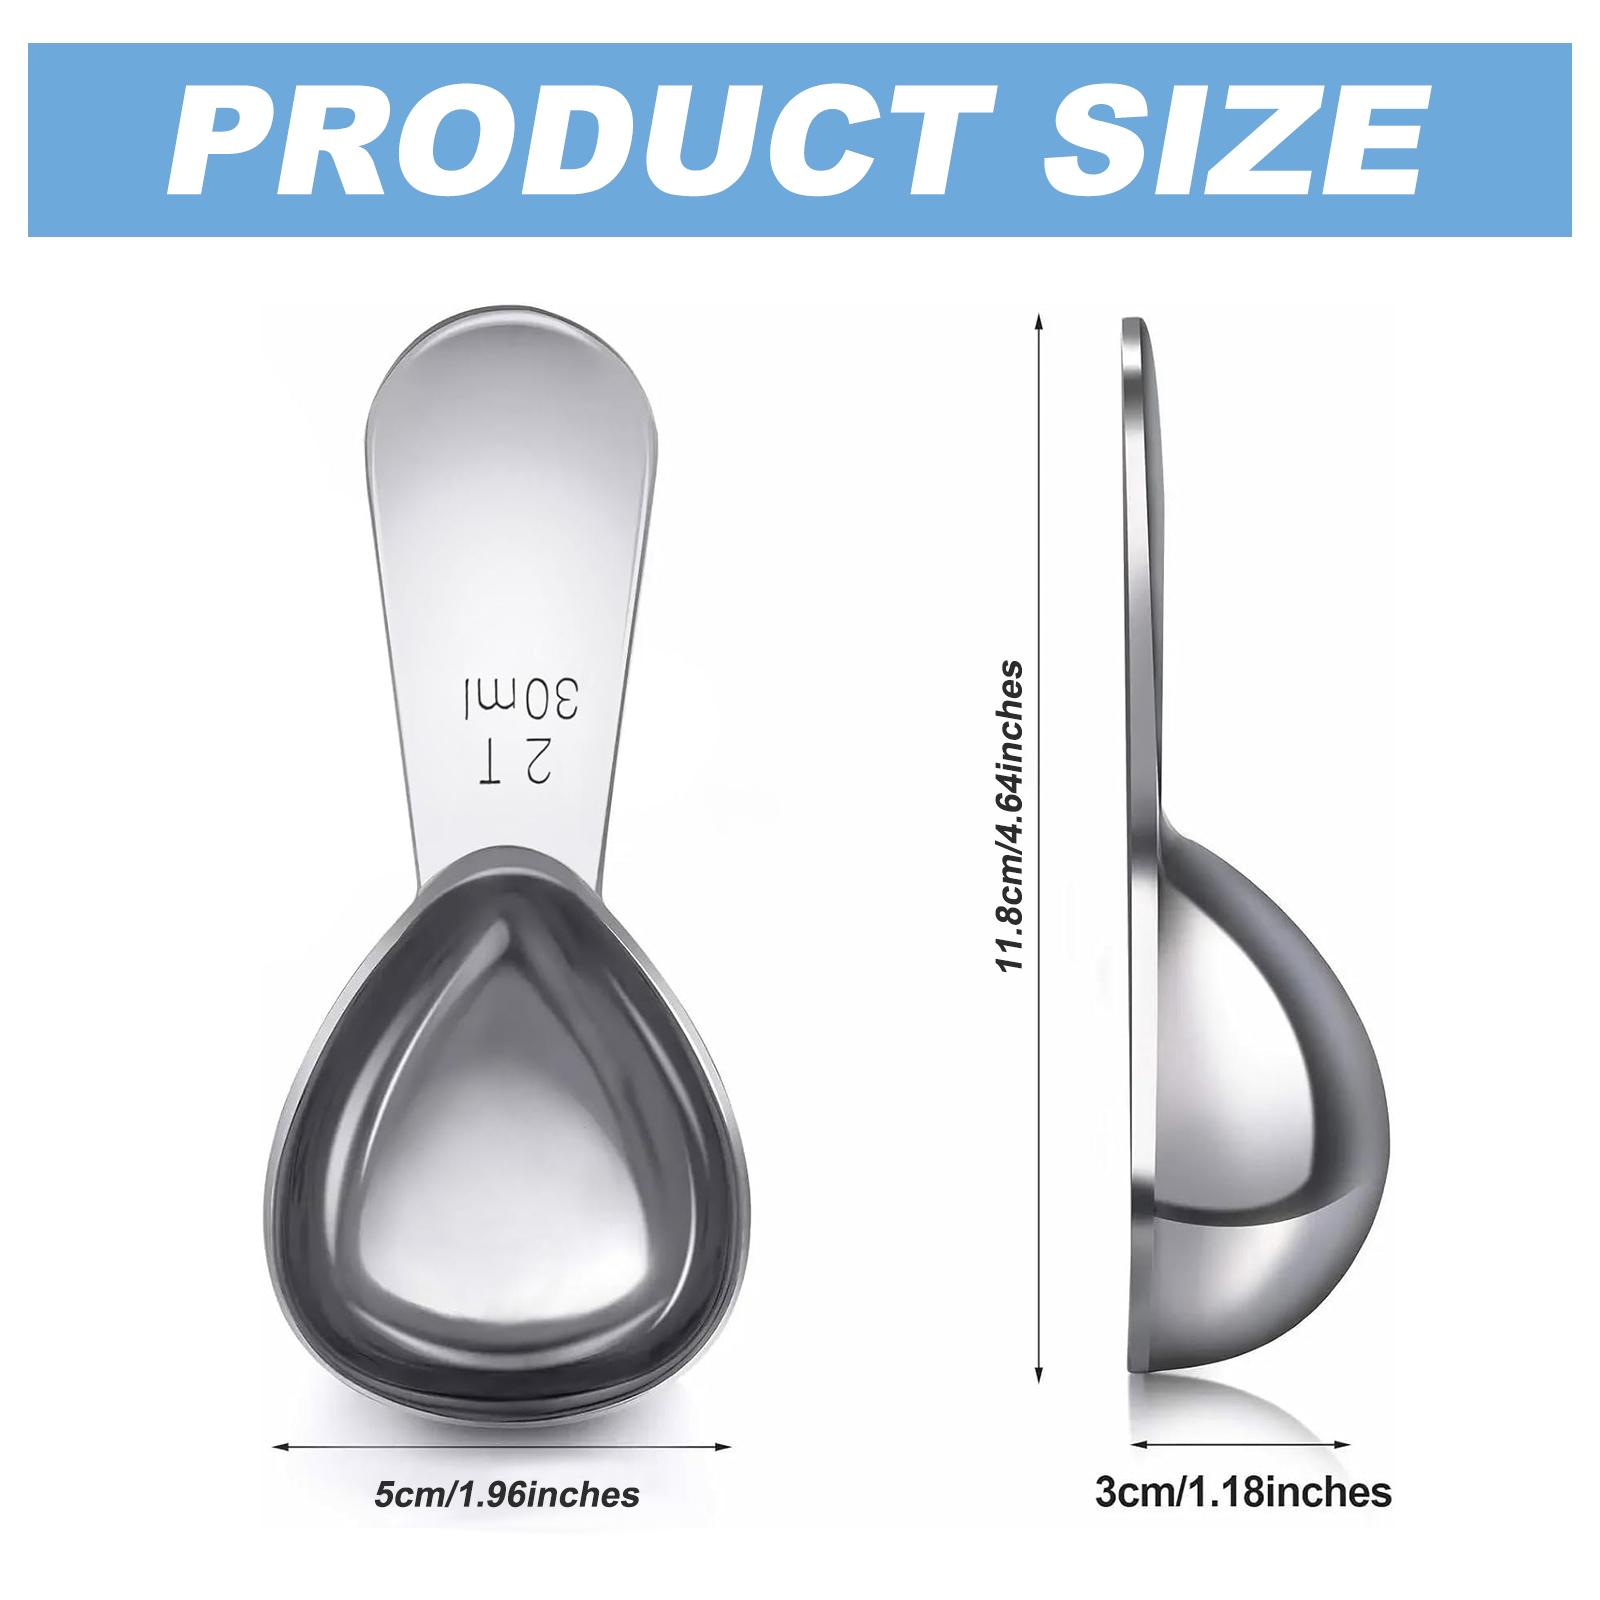 PRODUCT SIZE
2 T
30ml
11.8cm/4.64inches
5cm/1.96inches
3cm/1.18inches